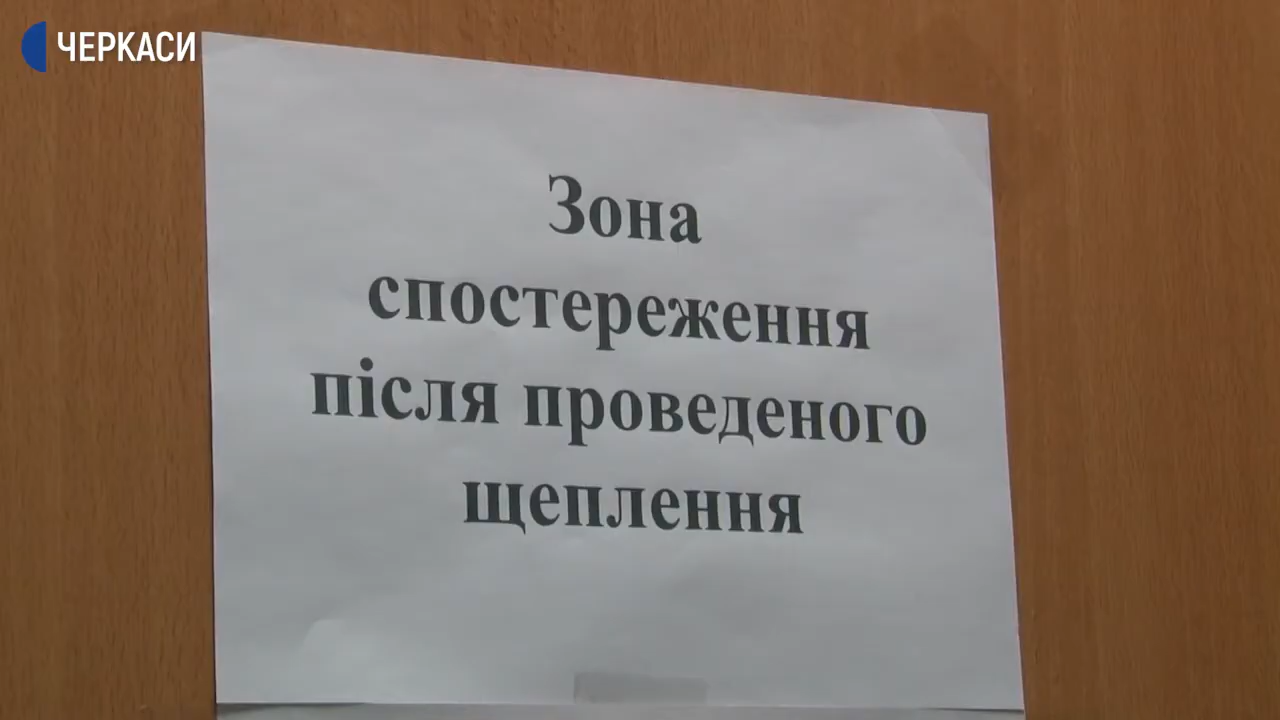 ЧЕРКАСИ
Зона
спостереження
після проведеного
щеплення